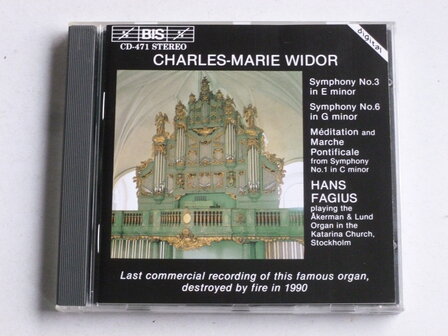 BIS
CD-471 STEREO
digital
CHARLES-MARIE WIDOR
Symphony No.3
in E minor
Symphony No.6
in G minor
Méditation and
Marche
Pontificale
from Symphony
No.1 in C minor
HANS
FAGIUS
playing the
Åkerman & Lund
Organ in the
Katarina Church,
Stockholm
Last commercial recording of this famous organ,
destroyed by fire in 1990